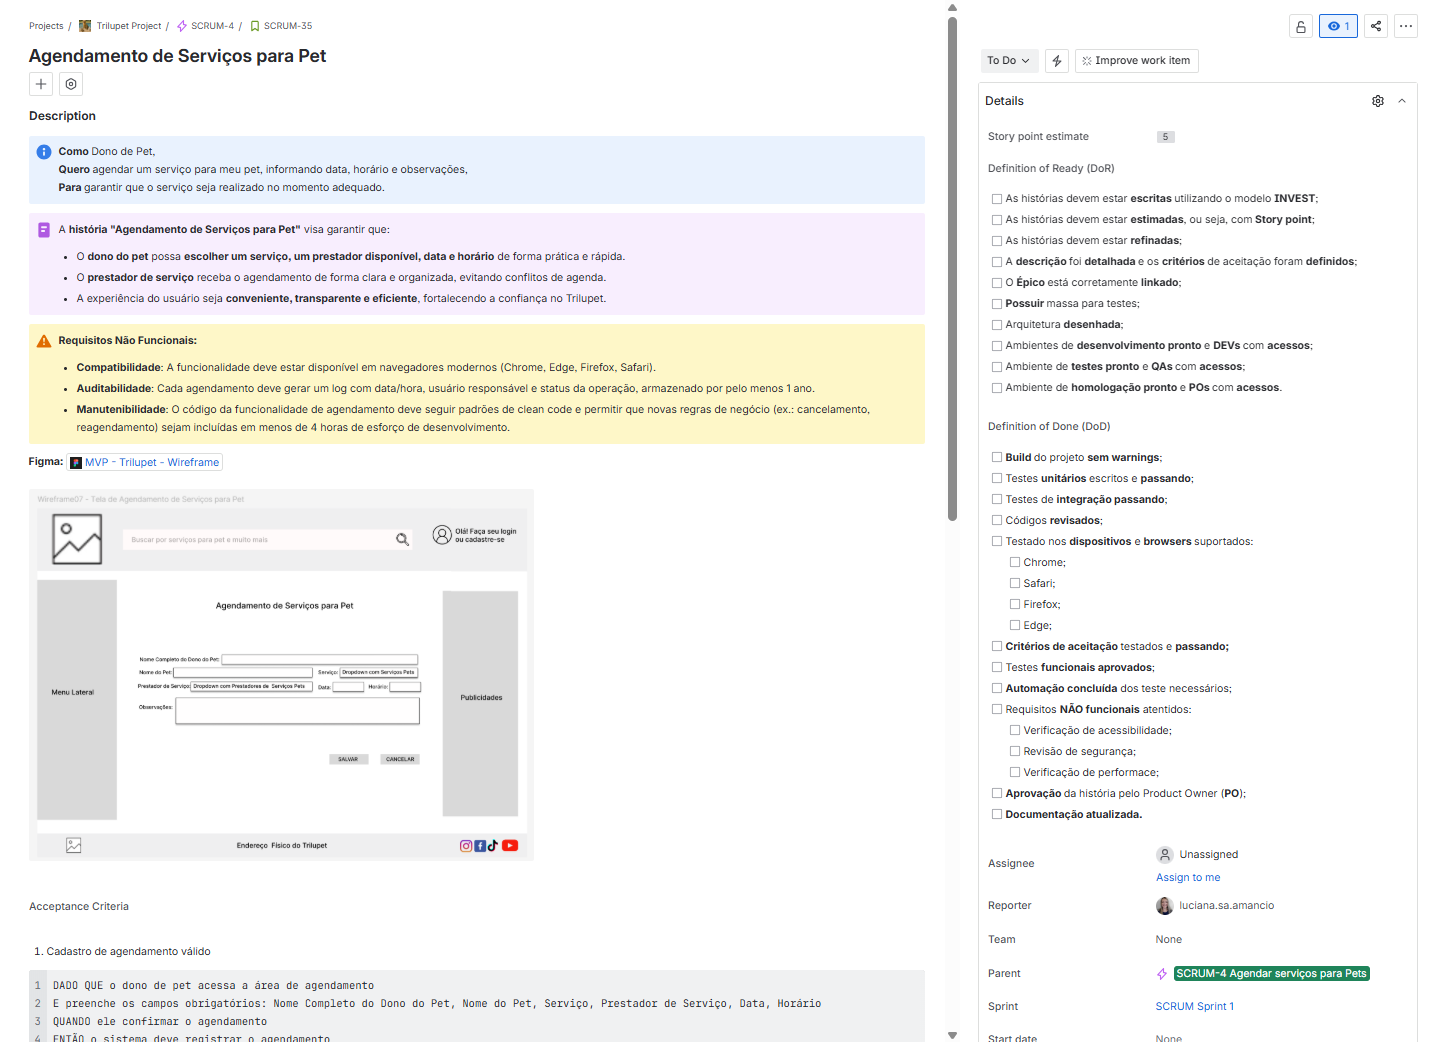 Projects / Trilupet Project / SCRUM-4 / SCRUM-35
Agendamento de Serviços para Pet
Description
Como Dono de Pet,
Quero agendar um serviço para meu pet, informando data, horário e observações,
Para garantir que o serviço seja realizado no momento adequado.
A história "Agendamento de Serviços para Pet" visa garantir que:
• O dono do pet possa escolher um serviço, um prestador disponível, data e horário de forma prática e rápida.
• O prestador de serviço receba o agendamento de forma clara e organizada, evitando conflitos de agenda.
• A experiência do usuário seja conveniente, transparente e eficiente, fortalecendo a confiança no Trilupet.
Requisitos Não Funcionais:
• Compatibilidade: A funcionalidade deve estar disponível em navegadores modernos (Chrome, Edge, Firefox, Safari).
• Auditabilidade: Cada agendamento deve gerar um log com data/hora, usuário responsável e status da operação, armazenado por pelo menos 1 ano.
• Manutenibilidade: O código da funcionalidade de agendamento deve seguir padrões de clean code e permitir que novas regras de negócio (ex.: cancelamento,
reagendamento) sejam incluídas em menos de 4 horas de esforço de desenvolvimento.
Figma: MVP - Trilupet - Wireframe
Wireframe07 - Tela de Agendamento de Serviços para Pet
Buscar por serviços para pet e muito mais
Olá! Faça seu login
ou cadastre-se
Agendamento de Serviços para Pet
Menu Lateral
Nome Completo do Dono do Pet:
Nome do Pet:
Serviço: Dropdown com Serviços Pets
Prestador de Serviço: Dropdown com Prestadores de Serviços Pets
Data:
Horário:
Observações:
Publicidades
SALVAR
CANCELAR
Endereço Físico do Trilupet
Acceptance Criteria
1. Cadastro de agendamento válido
1 DADO QUE o dono de pet acessa a área de agendamento
2 E preenche os campos obrigatórios: Nome Completo do Dono do Pet, Nome do Pet, Serviço, Prestador de Serviço, Data, Horário
3 QUANDO ele confirmar o agendamento
4 ENTÃO o sistema deve registrar o agendamento
1
To Do
Improve work item
Details
Story point estimate 5
Definition of Ready (DoR)
As histórias devem estar escritas utilizando o modelo INVEST;
As histórias devem estar estimadas, ou seja, com Story point;
As histórias devem estar refinadas;
A descrição foi detalhada e os critérios de aceitação foram definidos;
O Épico está corretamente linkado;
Possuir massa para testes;
Arquitetura desenhada;
Ambientes de desenvolvimento pronto e DEVs com acessos;
Ambiente de testes pronto e QAs com acessos;
Ambiente de homologação pronto e POs com acessos.
Definition of Done (DoD)
Build do projeto sem warnings;
Testes unitários escritos e passando;
Testes de integração passando;
Códigos revisados;
Testado nos dispositivos e browsers suportados:
Chrome;
Safari;
Firefox;
Edge;
Critérios de aceitação testados e passando;
Testes funcionais aprovados;
Automação concluída dos teste necessários;
Requisitos NÃO funcionais atentidos:
Verificação de acessibilidade;
Revisão de segurança;
Verificação de performace;
Aprovação da história pelo Product Owner (PO);
Documentação atualizada.
Assignee Unassigned
Assign to me
Reporter luciana.sa.amancio
Team None
Parent SCRUM-4 Agendar serviços para Pets
Sprint SCRUM Sprint 1
Start date None